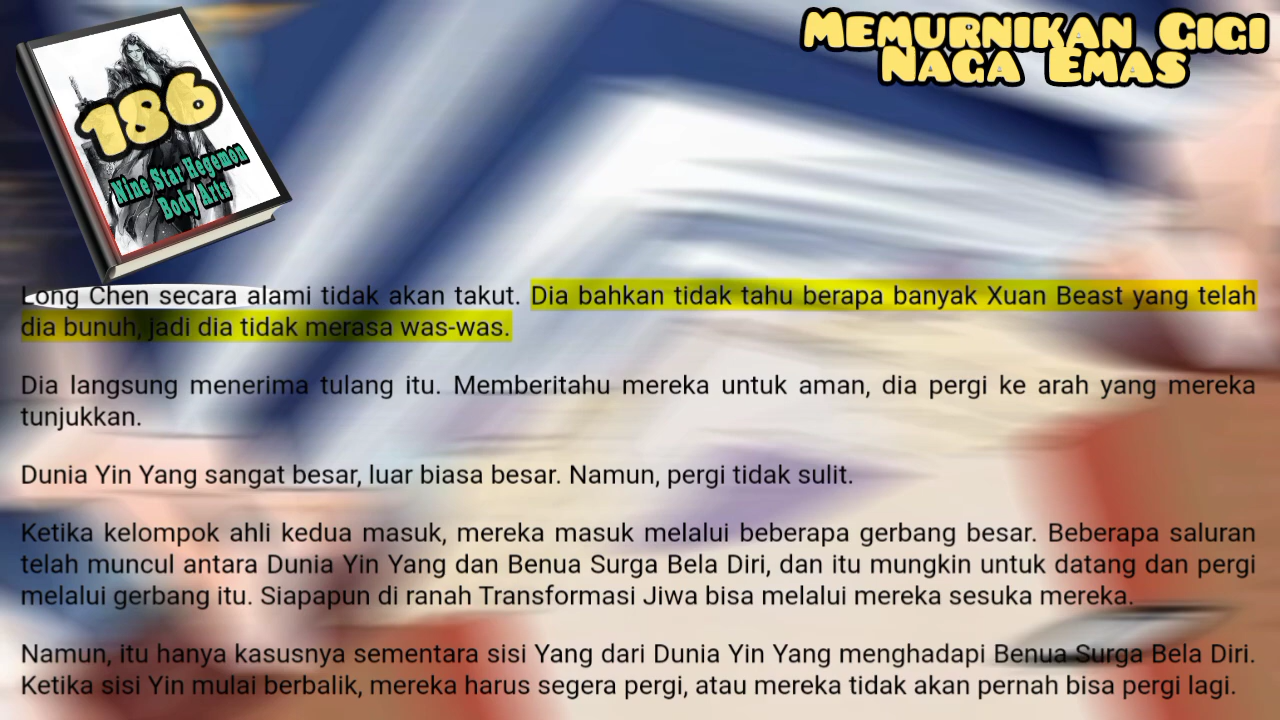 Memurnikan Gigi
Naga Emas
186
Nine Star Hegemon
Body Arts
Long Chen secara alami tidak akan takut. Dia bahkan tidak tahu berapa banyak Xuan Beast yang telah
dia bunuh, jadi dia tidak merasa was-was.
Dia langsung menerima tulang itu. Memberitahu mereka untuk aman, dia pergi ke arah yang mereka
tunjukkan.
Dunia Yin Yang sangat besar, luar biasa besar. Namun, pergi tidak sulit.
Ketika kelompok ahli kedua masuk, mereka masuk melalui beberapa gerbang besar. Beberapa saluran
telah muncul antara Dunia Yin Yang dan Benua Surga Bela Diri, dan itu mungkin untuk datang dan pergi
melalui gerbang itu. Siapapun di ranah Transformasi Jiwa bisa melalui mereka sesuka mereka.
Namun, itu hanya kasusnya sementara sisi Yang dari Dunia Yin Yang menghadapi Benua Surga Bela Diri.
Ketika sisi Yin mulai berbalik, mereka harus segera pergi, atau mereka tidak akan pernah bisa pergi lagi.